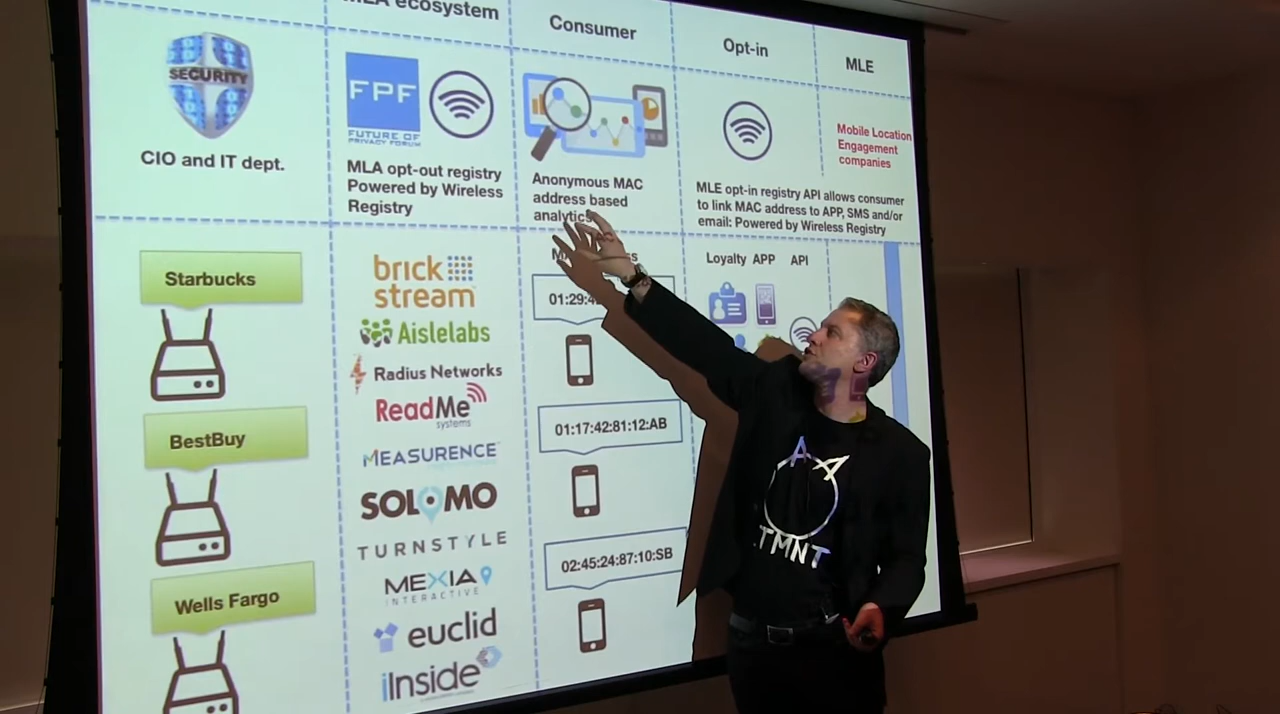 MLA ecosystem
Consumer
Opt-in
MLE
SECURITY
CIO and IT dept.
FPF
FUTURE OF
PRIVACY FORUM
MLA opt-out registry
Powered by Wireless
Registry
Anonymous MAC
address based
analytics
MLE opt-in registry API allows consumer
to link MAC address to APP, SMS and/or
email: Powered by Wireless Registry
Mobile Location
Engagement
companies
Starbucks
BestBuy
Wells Fargo
brick
stream
Aislelabs
Radius Networks
ReadMe
systems
MEASURENCE
SOLOMO
TURNSTYLE
MEXIA
INTERACTIVE
euclid
iInside
01:29:4
01:17:42:81:12:AB
02:45:24:87:10:SB
Loyalty APP API
TMNT